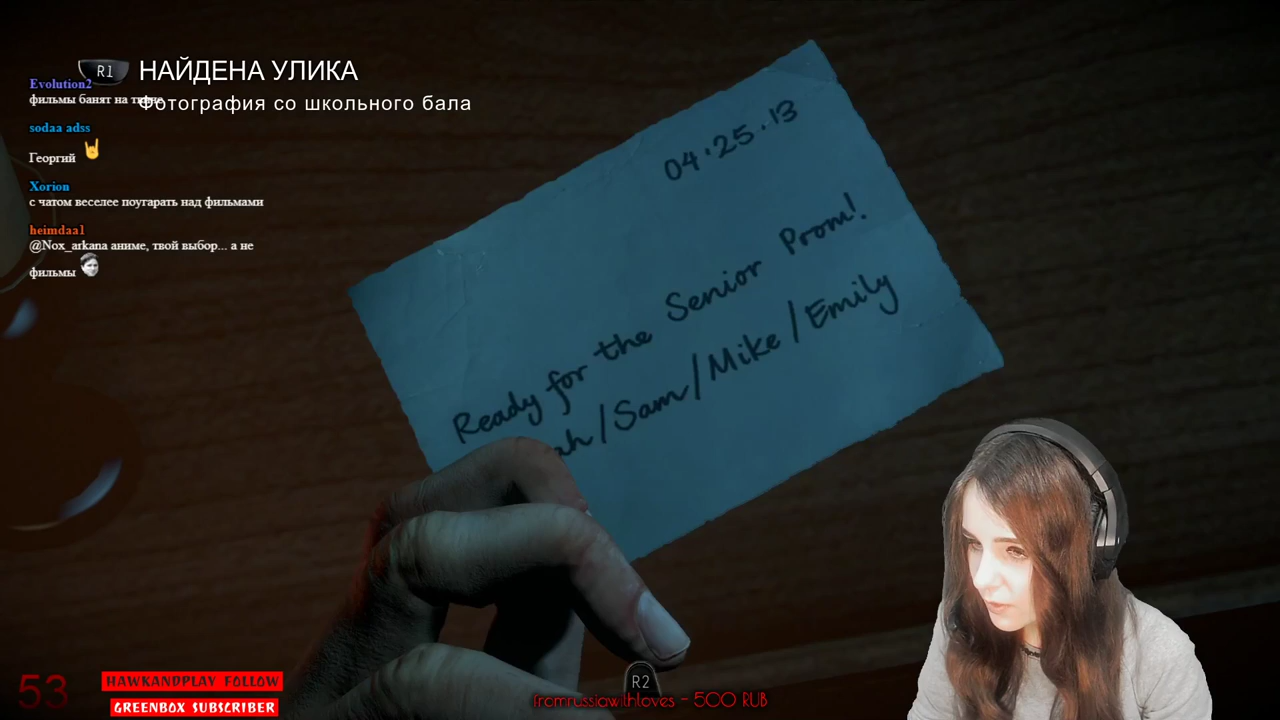 R1
НАЙДЕНА УЛИКА
Фотография со школьного бала
Evolution2
фильмы банят на
sodaa adss
Георгий
Xorion
с чатом веселее поугарать над фильмами
heimdaa1
@Nox_arkana аниме, твой выбор... а не
фильмы
04.25.13
Ready for the Senior Prom!
ah/Sam/Mike/Emily
53
HAWKANDPLAY FOLLOW
GREENBOX SUBSCRIBER
R2
fromrussiawithloves - 500 RUB